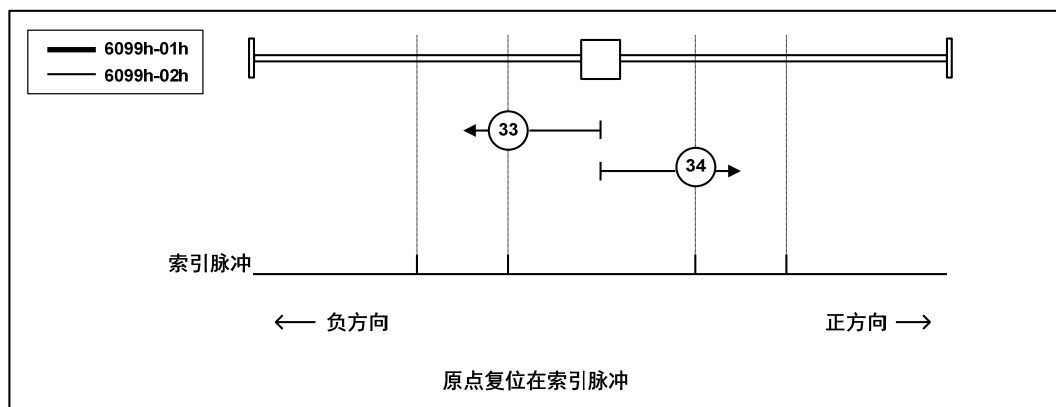 6099h-01h
6099h-02h
33
34
索引脉冲
← 负方向
正方向 →
原点复位在索引脉冲